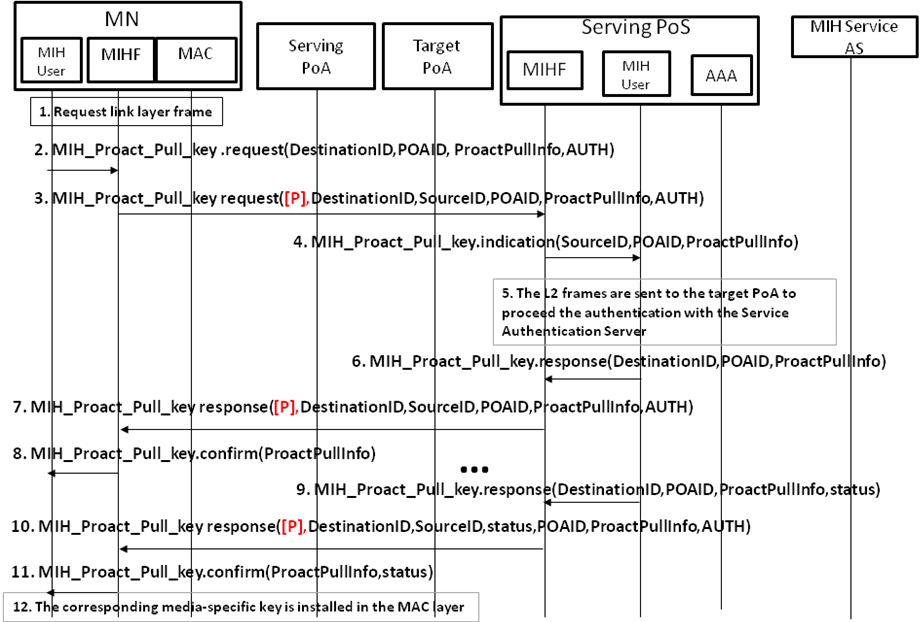 MN
Serving PoS
MIH Service
AS
MIH
User
MIHF
MAC
Serving
PoA
Target
PoA
MIHF
MIH
User
AAA
1. Request link layer frame
2. MIH_Proact_Pull_key .request(DestinationID,POAID, ProactPullInfo,AUTH)
3. MIH_Proact_Pull_key request([P],DestinationID,SourceID,POAID,ProactPullInfo,AUTH)
4. MIH_Proact_Pull_key.indication(SourceID,POAID,ProactPullInfo)
5. The L2 frames are sent to the target PoA to
proceed the authentication with the Service
Authentication Server
6. MIH_Proact_Pull_key.response(DestinationID,POAID,ProactPullInfo)
7. MIH_Proact_Pull_key response([P],DestinationID,SourceID,POAID,ProactPullInfo,AUTH)
8. MIH_Proact_Pull_key.confirm(ProactPullInfo)
...
9. MIH_Proact_Pull_key.response(DestinationID,POAID,ProactPullInfo,status)
10. MIH_Proact_Pull_key response([P],DestinationID,SourceID,status,POAID,ProactPullInfo,AUTH)
11. MIH_Proact_Pull_key.confirm(ProactPullInfo,status)
12. The corresponding media-specific key is installed in the MAC layer